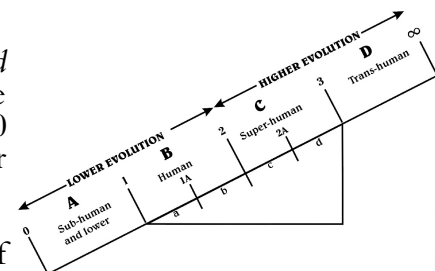 d
e
0
r
f
LOWER EVOLUTION
HIGHER EVOLUTION
A
B
C
D
Sub-human
and lower
Human
Super-human
Trans-human
0
1
1A
2
2A
3
∞
a
b
c
d